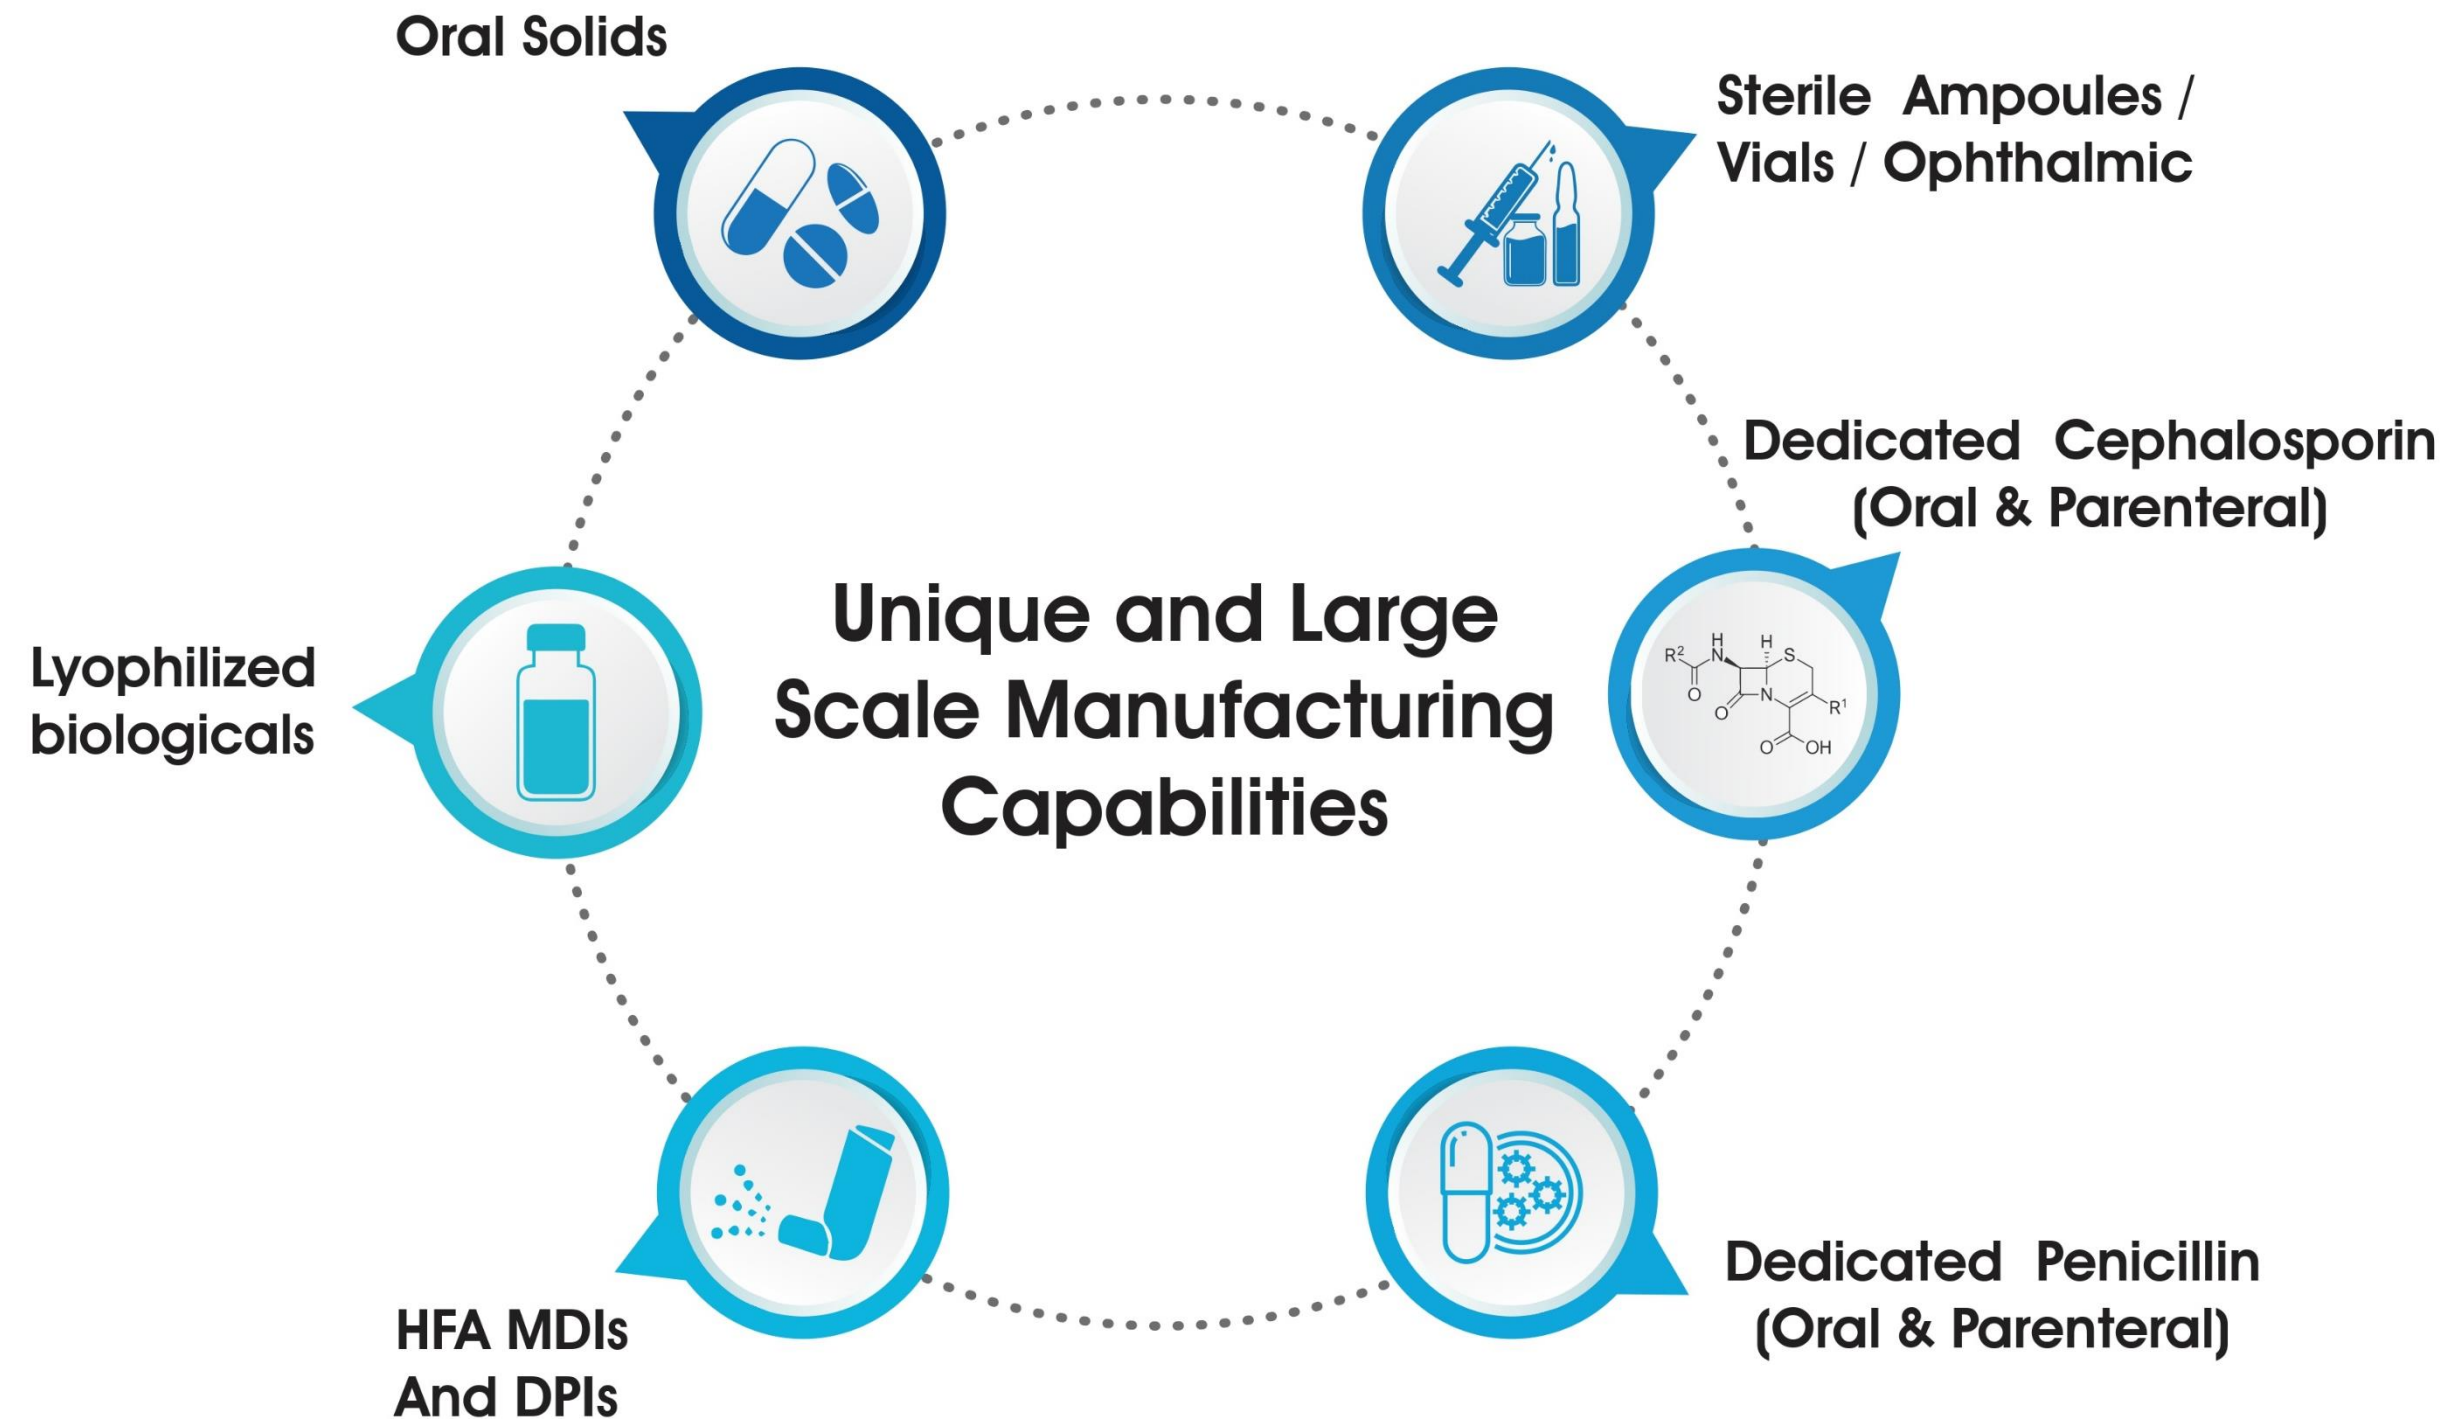 Oral Solids
Sterile Ampoules /
Vials / Ophthalmic
Dedicated Cephalosporin
(Oral & Parenteral)
Unique and Large
Scale Manufacturing
Capabilities
R² H N H S
O O N R¹
O OH
Lyophilized
biologicals
HFA MDIs
And DPIs
Dedicated Penicillin
(Oral & Parenteral)